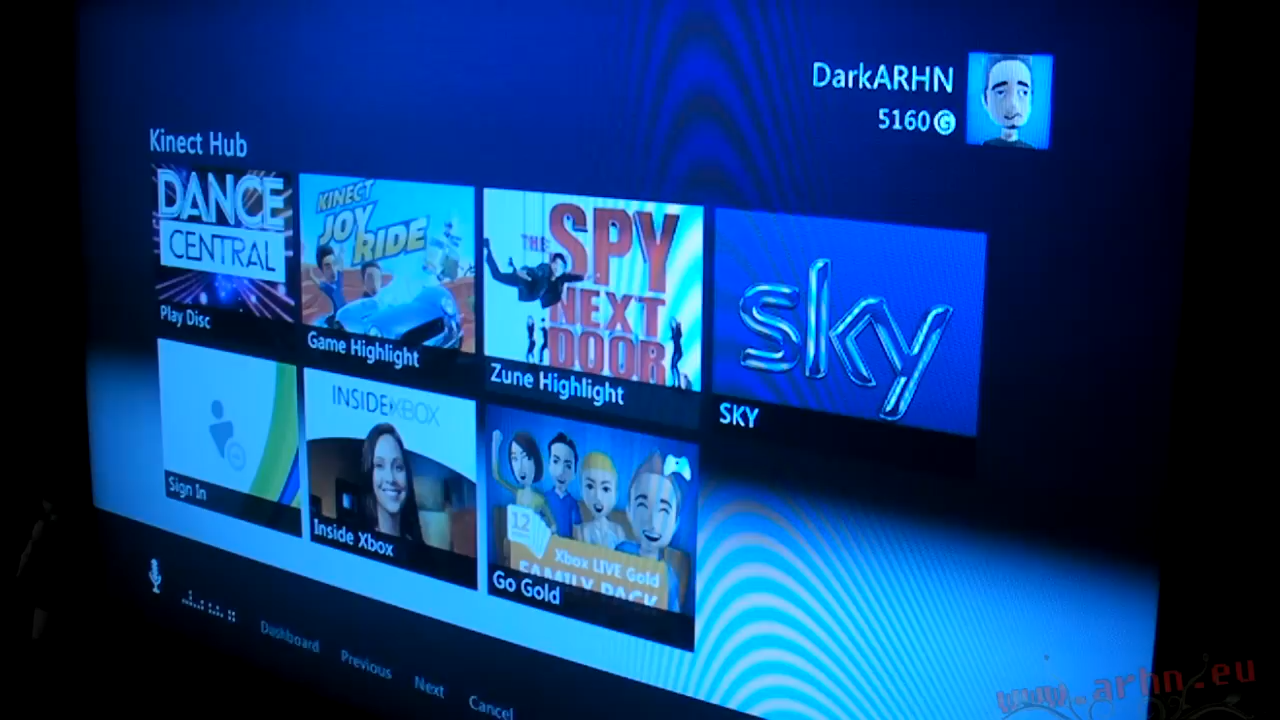 DarkARHN
5160 G
Kinect Hub
DANCE
CENTRAL
Play Disc
KINECT
JOY
RIDE
Game Highlight
THE SPY
NEXT
DOOR
Zune Highlight
sky
SKY
Sign In
INSIDE XBOX
Inside Xbox
12
Xbox LIVE Gold
FAMILY PACK
Go Gold
Dashboard
Previous
Next
Cancel
www.arhn.eu